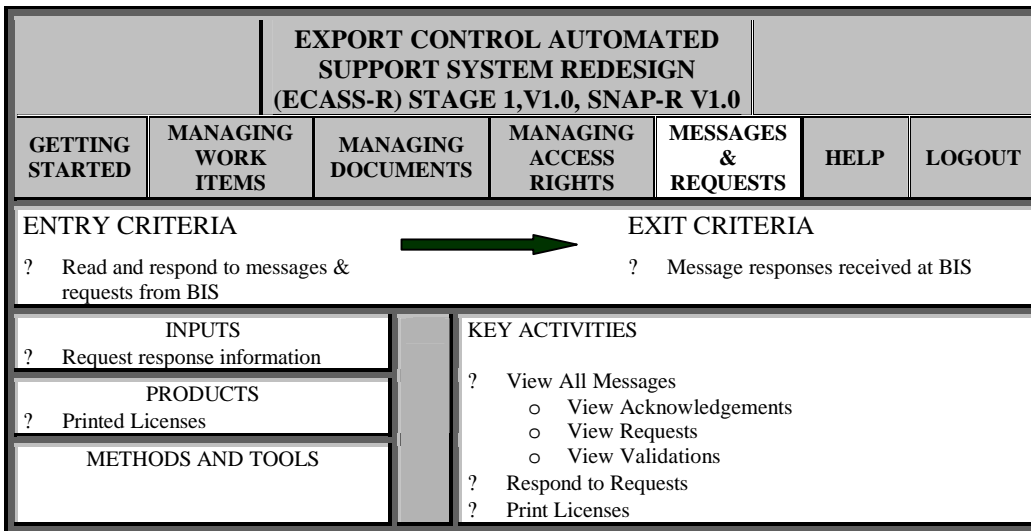 EXPORT CONTROL AUTOMATED
SUPPORT SYSTEM REDESIGN
(ECASS-R) STAGE 1,V1.0, SNAP-R V1.0
GETTING
STARTED
MANAGING
WORK
ITEMS
MANAGING
DOCUMENTS
MANAGING
ACCESS
RIGHTS
MESSAGES
&
REQUESTS
HELP
LOGOUT
ENTRY CRITERIA
? Read and respond to messages &
requests from BIS
EXIT CRITERIA
? Message responses received at BIS
INPUTS
? Request response information
PRODUCTS
? Printed Licenses
METHODS AND TOOLS
KEY ACTIVITIES
? View All Messages
o View Acknowledgements
o View Requests
o View Validations
? Respond to Requests
? Print Licenses